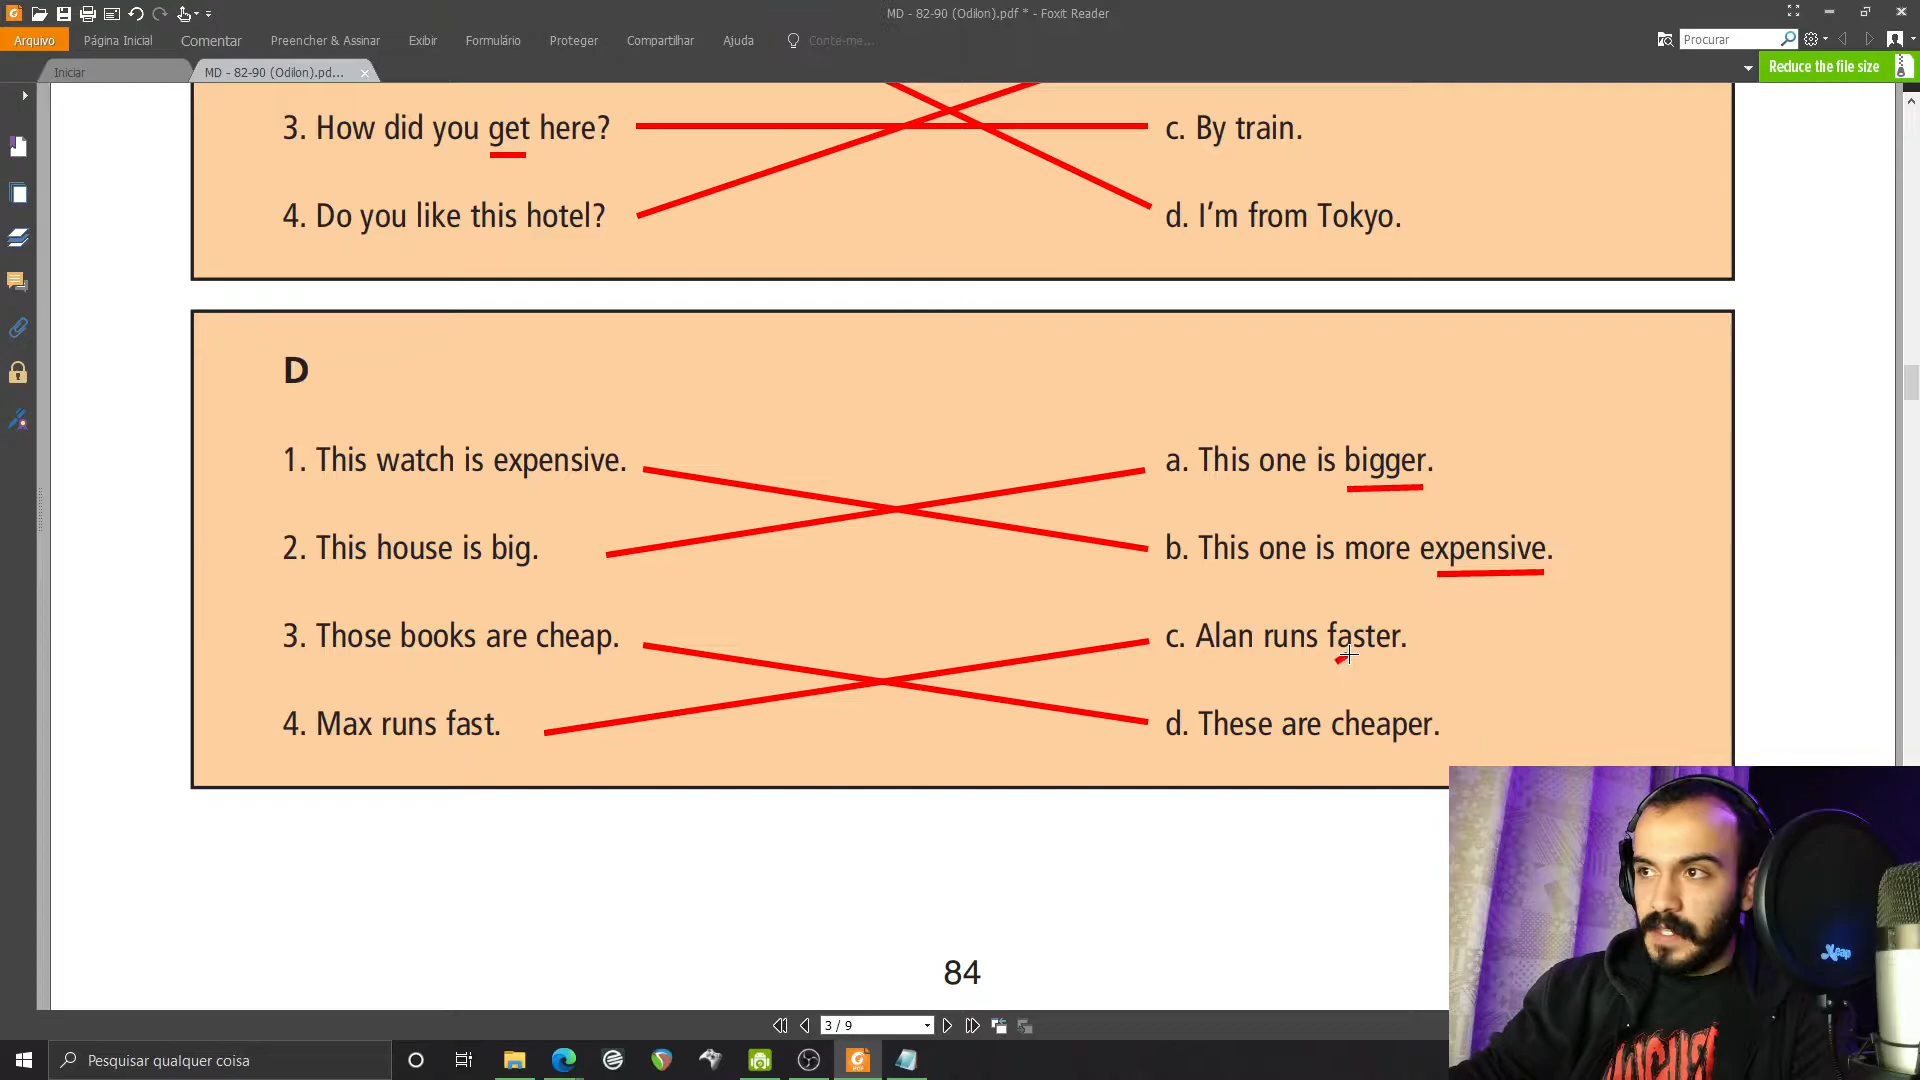 MD - 82-90 (Odilon).pdf * - Foxit Reader
Arquivo Página Inicial Comentar Preencher & Assinar Exibir Formulário Proteger Compartilhar Ajuda Conte-me... Procurar
Iniciar MD - 82-90 (Odilon).pd... Reduce the file size
3. How did you get here? c. By train.
4. Do you like this hotel? d. I'm from Tokyo.
D
1. This watch is expensive. a. This one is bigger.
2. This house is big. b. This one is more expensive.
3. Those books are cheap. c. Alan runs faster.
4. Max runs fast. d. These are cheaper.
84
3 / 9
Pesquisar qualquer coisa